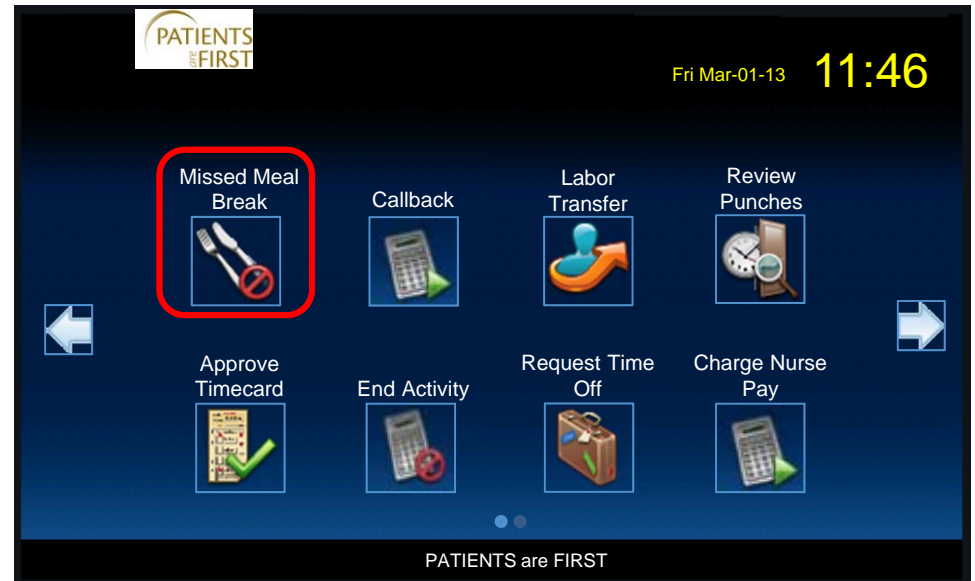 PATIENTS
are FIRST
Fri Mar-01-13 11:46
Missed Meal
Break
Callback
Labor
Transfer
Review
Punches
Approve
Timecard
End Activity
Request Time
Off
Charge Nurse
Pay
PATIENTS are FIRST